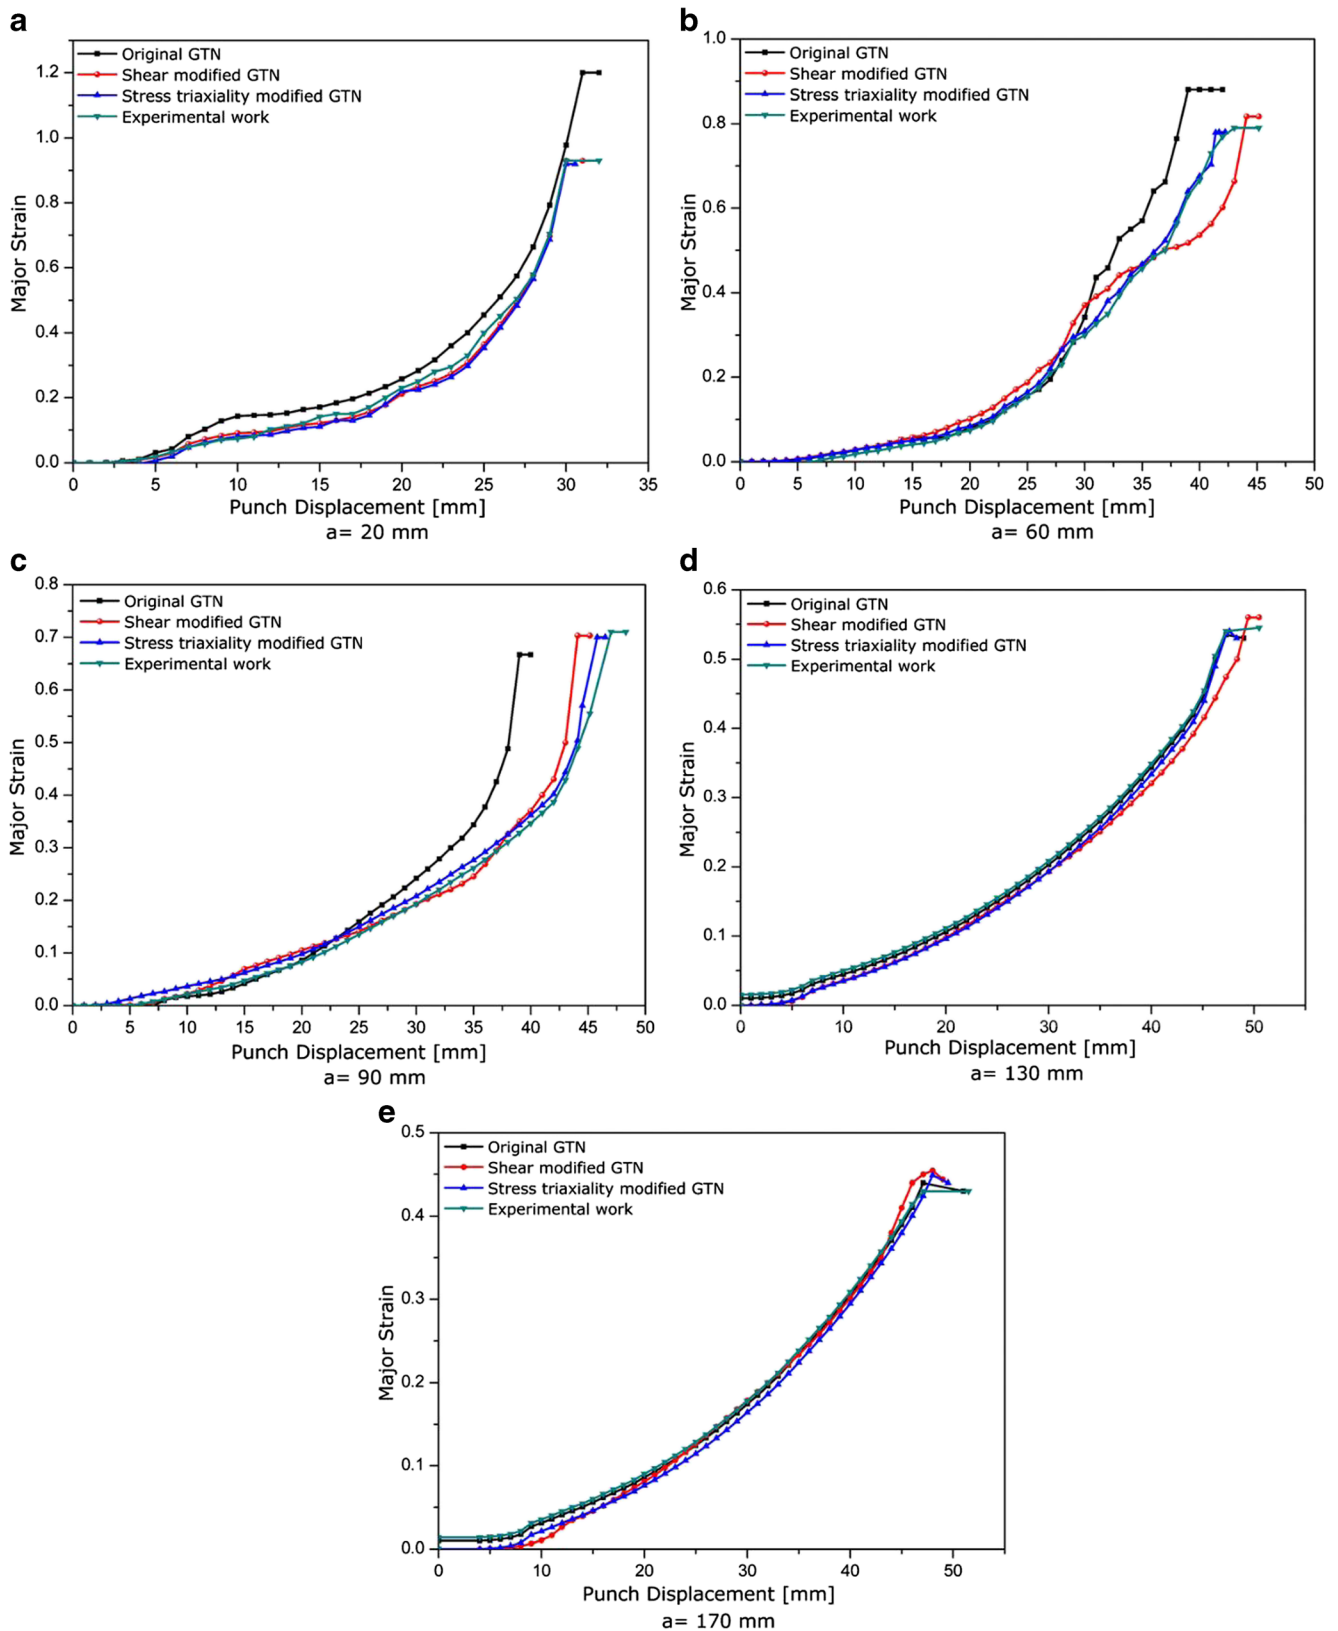 a
Original GTN
Shear modified GTN
Stress triaxiality modified GTN
Experimental work
1.2
1.0
0.8
0.6
0.4
0.2
0.0
Major Strain
0 5 10 15 20 25 30 35
Punch Displacement [mm]
a= 20 mm
b
Original GTN
Shear modified GTN
Stress triaxiality modified GTN
Experimental work
1.0
0.8
0.6
0.4
0.2
0.0
Major Strain
0 5 10 15 20 25 30 35 40 45 50
Punch Displacement [mm]
a= 60 mm
c
Original GTN
Shear modified GTN
Stress triaxiality modified GTN
Experimental work
0.8
0.7
0.6
0.5
0.4
0.3
0.2
0.1
0.0
Major Strain
0 5 10 15 20 25 30 35 40 45 50
Punch Displacement [mm]
a= 90 mm
d
Original GTN
Shear modified GTN
Stress triaxiality modified GTN
Experimental work
0.6
0.5
0.4
0.3
0.2
0.1
0.0
Major Strain
0 10 20 30 40 50
Punch Displacement [mm]
a= 130 mm
e
Original GTN
Shear modified GTN
Stress triaxiality modified GTN
Experimental work
0.5
0.4
0.3
0.2
0.1
0.0
Major Strain
0 10 20 30 40 50
Punch Displacement [mm]
a= 170 mm